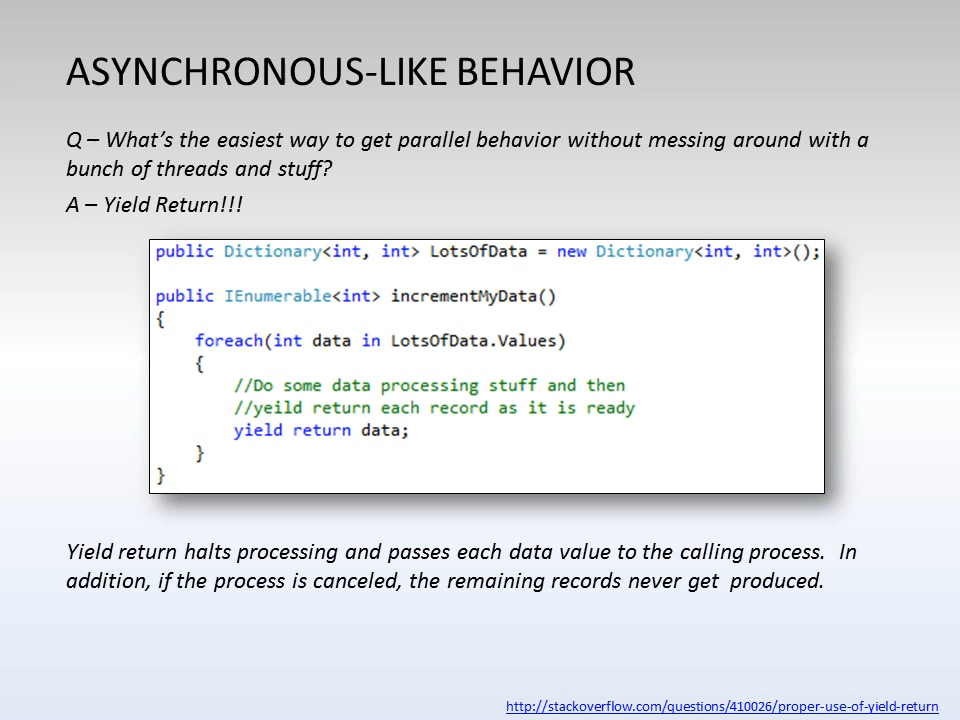 ASYNCHRONOUS-LIKE BEHAVIOR
Q – What’s the easiest way to get parallel behavior without messing around with a
bunch of threads and stuff?
A – Yield Return!!!
public Dictionary<int, int> LotsOfData = new Dictionary<int, int>();
public IEnumerable<int> incrementMyData()
{
foreach(int data in LotsOfData.Values)
{
//Do some data processing stuff and then
//yeild return each record as it is ready
yield return data;
}
}
Yield return halts processing and passes each data value to the calling process.  In
addition, if the process is canceled, the remaining records never get  produced.
http://stackoverflow.com/questions/410026/proper-use-of-yield-return